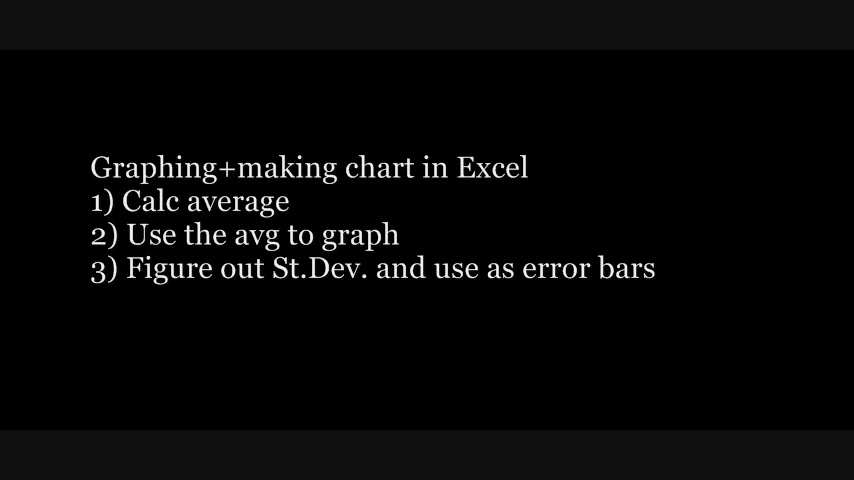 Graphing+making chart in Excel
1) Calc average
2) Use the avg to graph
3) Figure out St.Dev. and use as error bars